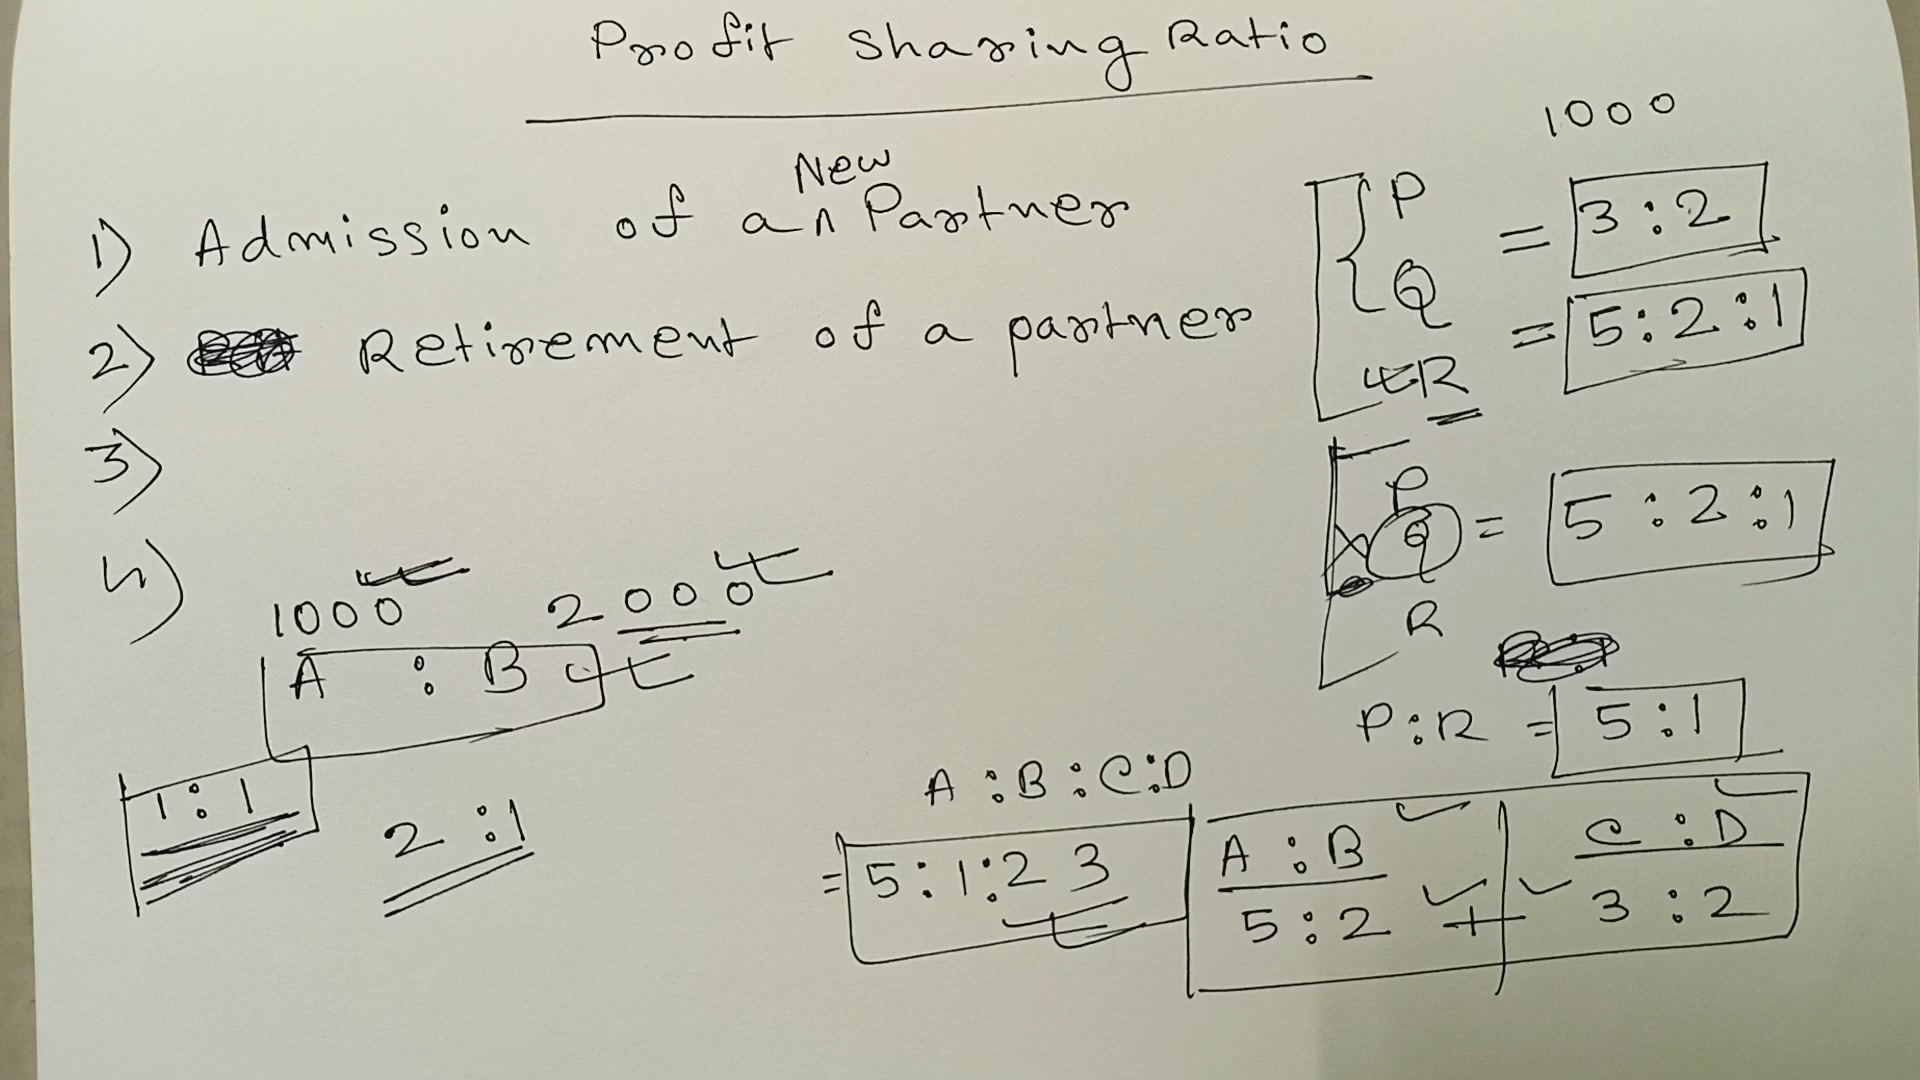 Profit Sharing Ratio
New
1) Admission of a Partner
2) Retirement of a partner
3)
4)
1000
P
Q
R
= 3:2
= 5:2:1
P
Q
R
= 5:2:1
P:R = 5:1
1000 2000
A : B
1:1
2:1
A:B:C:D
= 5:1:2 3
A:B
5:2
+
C:D
3:2